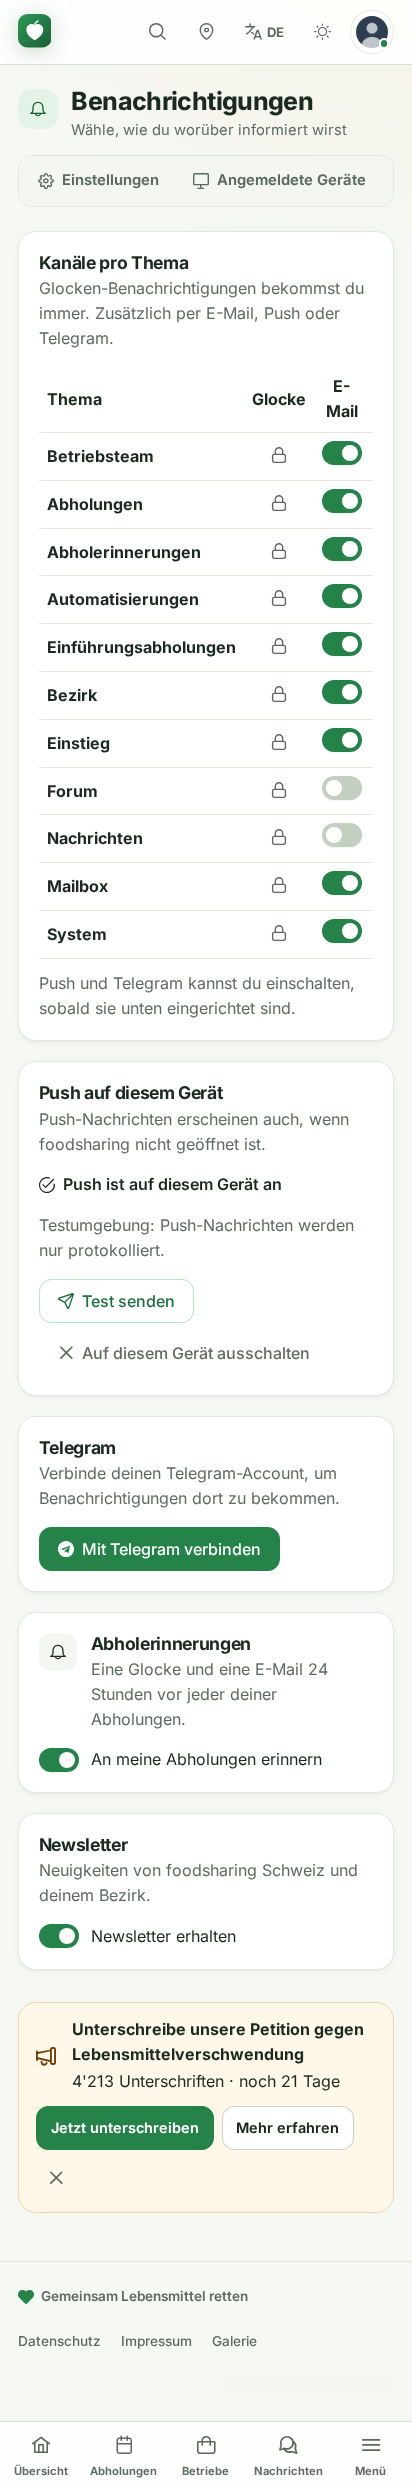 DE
Benachrichtigungen
Wähle, wie du worüber informiert wirst
Einstellungen
Angemeldete Geräte
Kanäle pro Thema
Glocken-Benachrichtigungen bekommst du
immer. Zusätzlich per E-Mail, Push oder
Telegram.
Thema Glocke E-
Mail
Betriebsteam
Abholungen
Abholerinnerungen
Automatisierungen
Einführungsabholungen
Bezirk
Einstieg
Forum
Nachrichten
Mailbox
System
Push und Telegram kannst du einschalten,
sobald sie unten eingerichtet sind.
Push auf diesem Gerät
Push-Nachrichten erscheinen auch, wenn
foodsharing nicht geöffnet ist.
Push ist auf diesem Gerät an
Testumgebung: Push-Nachrichten werden
nur protokolliert.
Test senden
Auf diesem Gerät ausschalten
Telegram
Verbinde deinen Telegram-Account, um
Benachrichtigungen dort zu bekommen.
Mit Telegram verbinden
Abholerinnerungen
Eine Glocke und eine E-Mail 24
Stunden vor jeder deiner
Abholungen.
An meine Abholungen erinnern
Newsletter
Neuigkeiten von foodsharing Schweiz und
deinem Bezirk.
Newsletter erhalten
Unterschreibe unsere Petition gegen
Lebensmittelverschwendung
4'213 Unterschriften · noch 21 Tage
Jetzt unterschreiben
Mehr erfahren
Gemeinsam Lebensmittel retten
Datenschutz Impressum Galerie
Übersicht Abholungen Betriebe Nachrichten Menü